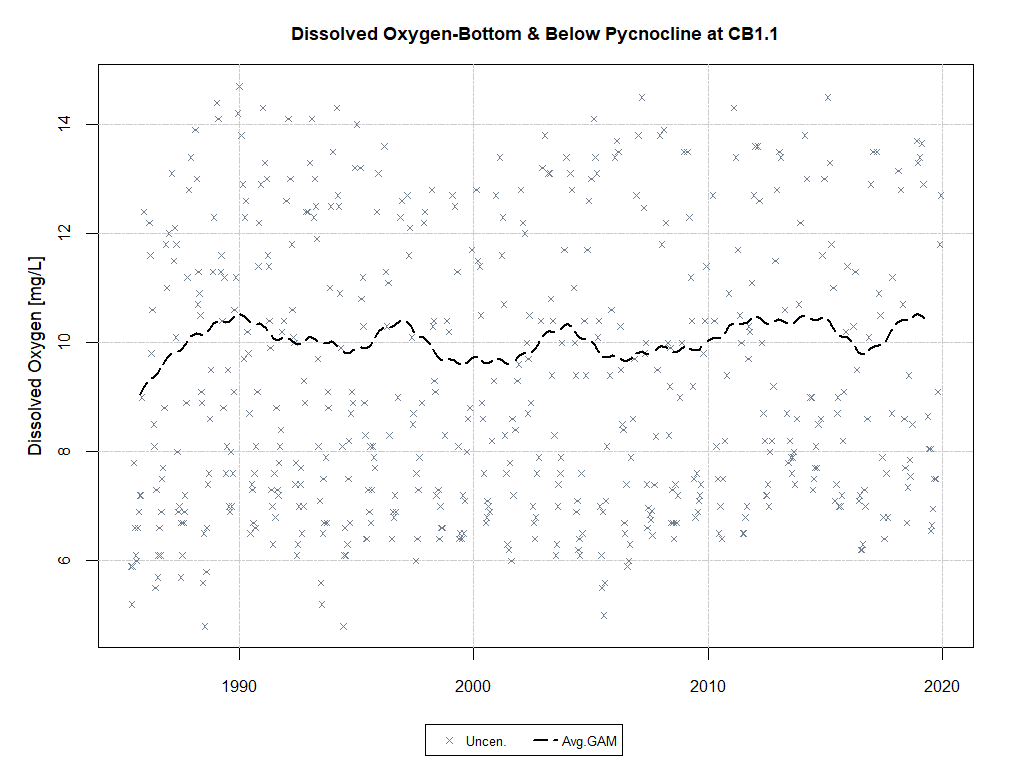 Dissolved Oxygen-Bottom & Below Pycnocline at CB1.1
Dissolved Oxygen [mg/L]
14
12
10
8
6
1990 2000 2010 2020
Uncen. Avg.GAM